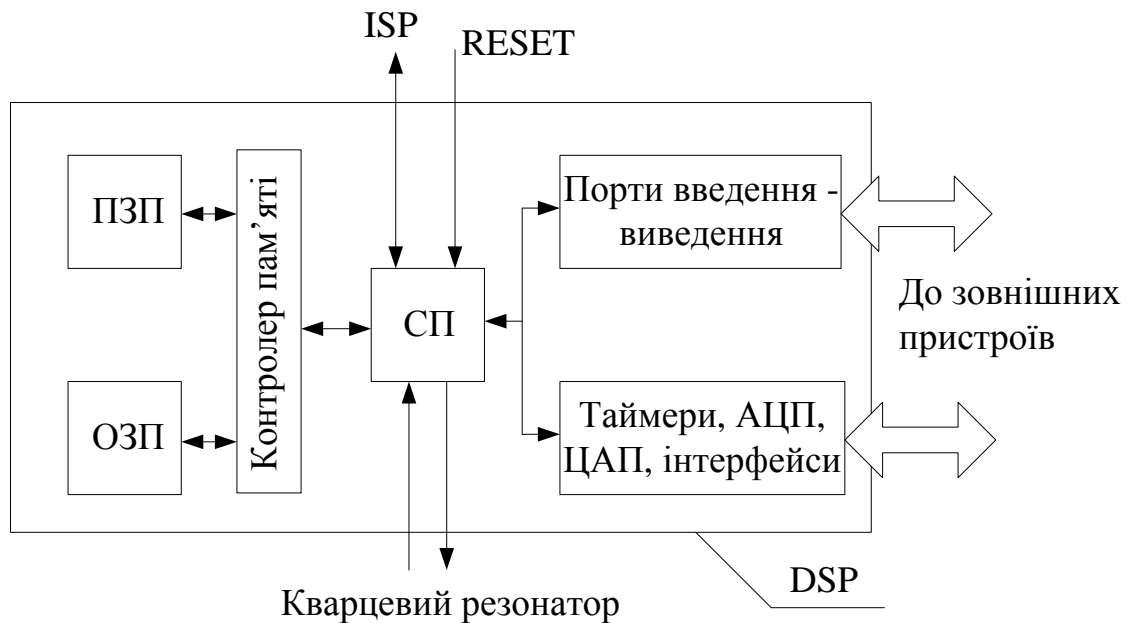 ISP
RESET
ПЗП
ОЗП
Контролер пам’яті
СП
Порти введення -
виведення
До зовнішних
пристроїв
Таймери, АЦП,
ЦАП, інтерфейси
Кварцевий резонатор
DSP